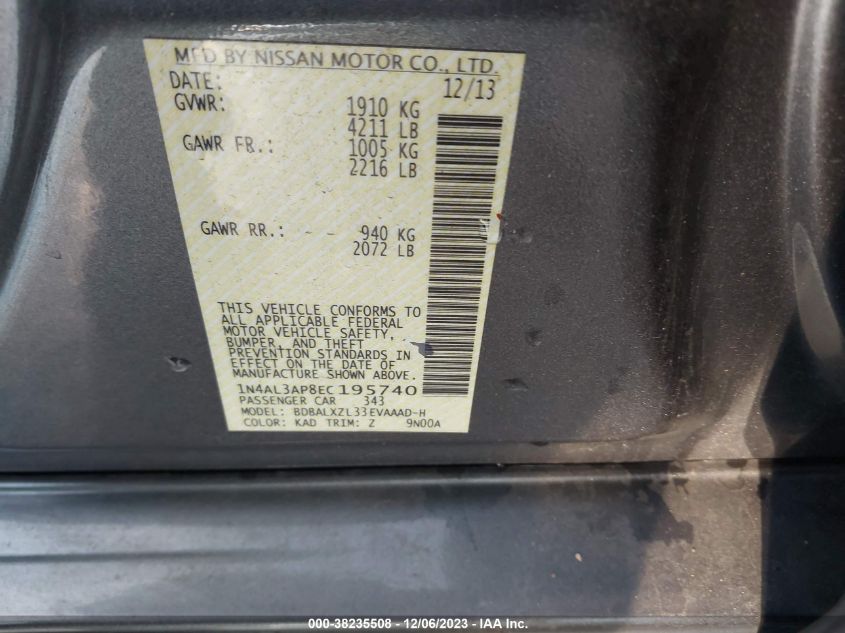 MFD BY NISSAN MOTOR CO., LTD.
DATE: 12/13
GVWR: 1910 KG
4211 LB
GAWR FR.: 1005 KG
2216 LB
GAWR RR.: 940 KG
2072 LB
THIS VEHICLE CONFORMS TO
ALL APPLICABLE FEDERAL
MOTOR VEHICLE SAFETY,
BUMPER, AND THEFT
PREVENTION STANDARDS IN
EFFECT ON THE DATE OF
MANUFACTURE SHOWN ABOVE.
1N4AL3AP8EC195740
PASSENGER CAR 343
MODEL: BDBALXZL33EVAAAD-H
COLOR: KAD TRIM: Z 9N00A
000-38235508 - 12/06/2023 - IAA Inc.